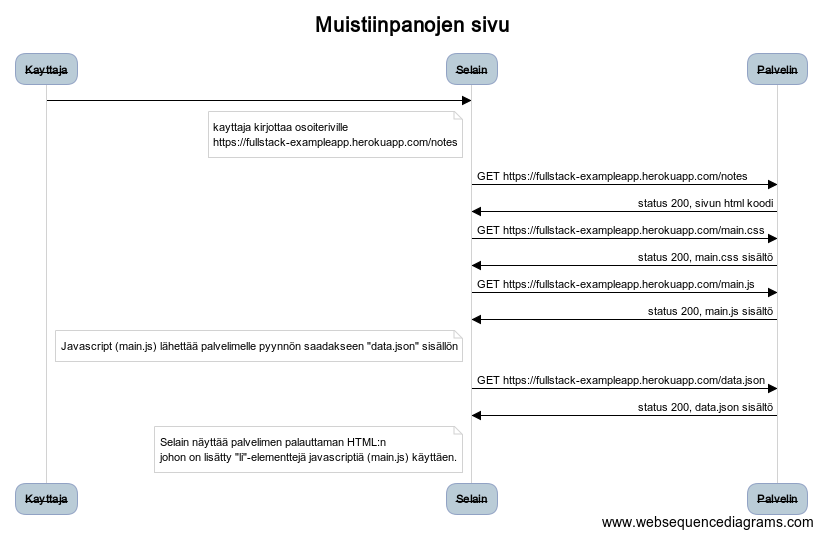 Muistiinpanojen sivu
Kayttaja
Selain
Palvelin
kayttaja kirjottaa osoiteriville
https://fullstack-exampleapp.herokuapp.com/notes
GET https://fullstack-exampleapp.herokuapp.com/notes
status 200, sivun html koodi
GET https://fullstack-exampleapp.herokuapp.com/main.css
status 200, main.css sisältö
GET https://fullstack-exampleapp.herokuapp.com/main.js
status 200, main.js sisältö
Javascript (main.js) lähettää palvelimelle pyynnön saadakseen "data.json" sisällön
GET https://fullstack-exampleapp.herokuapp.com/data.json
status 200, data.json sisältö
Selain näyttää palvelimen palauttaman HTML:n
johon on lisätty "li"-elementtejä javascriptiä (main.js) käyttäen.
Kayttaja
Selain
Palvelin
www.websequencediagrams.com